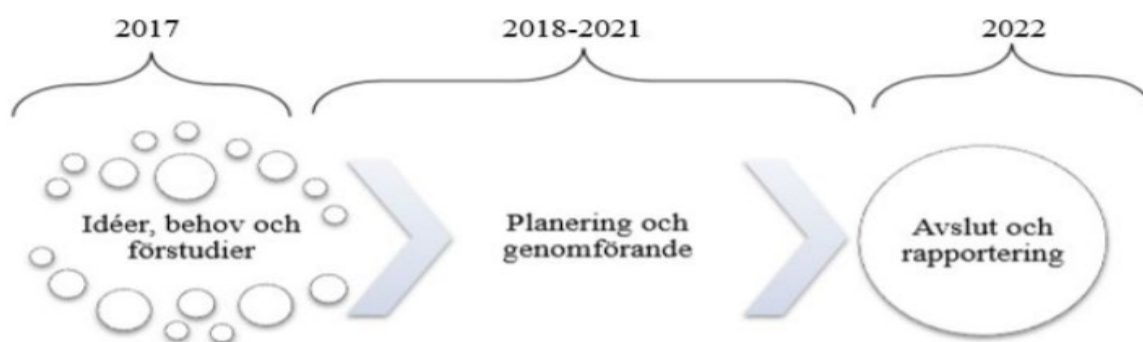 2017
2018-2021
2022
Idéer, behov och
förstudier
Planering och
genomförande
Avslut och
rapportering